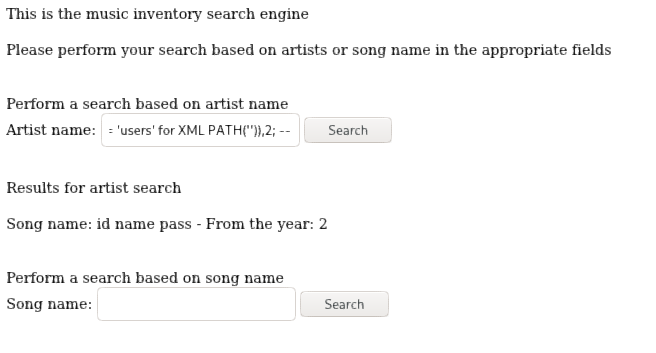 This is the music inventory search engine
Please perform your search based on artists or song name in the appropriate fields
Perform a search based on artist name
Artist name: = 'users' for XML PATH('')),2; -- Search
Results for artist search
Song name: id name pass - From the year: 2
Perform a search based on song name
Song name: Search